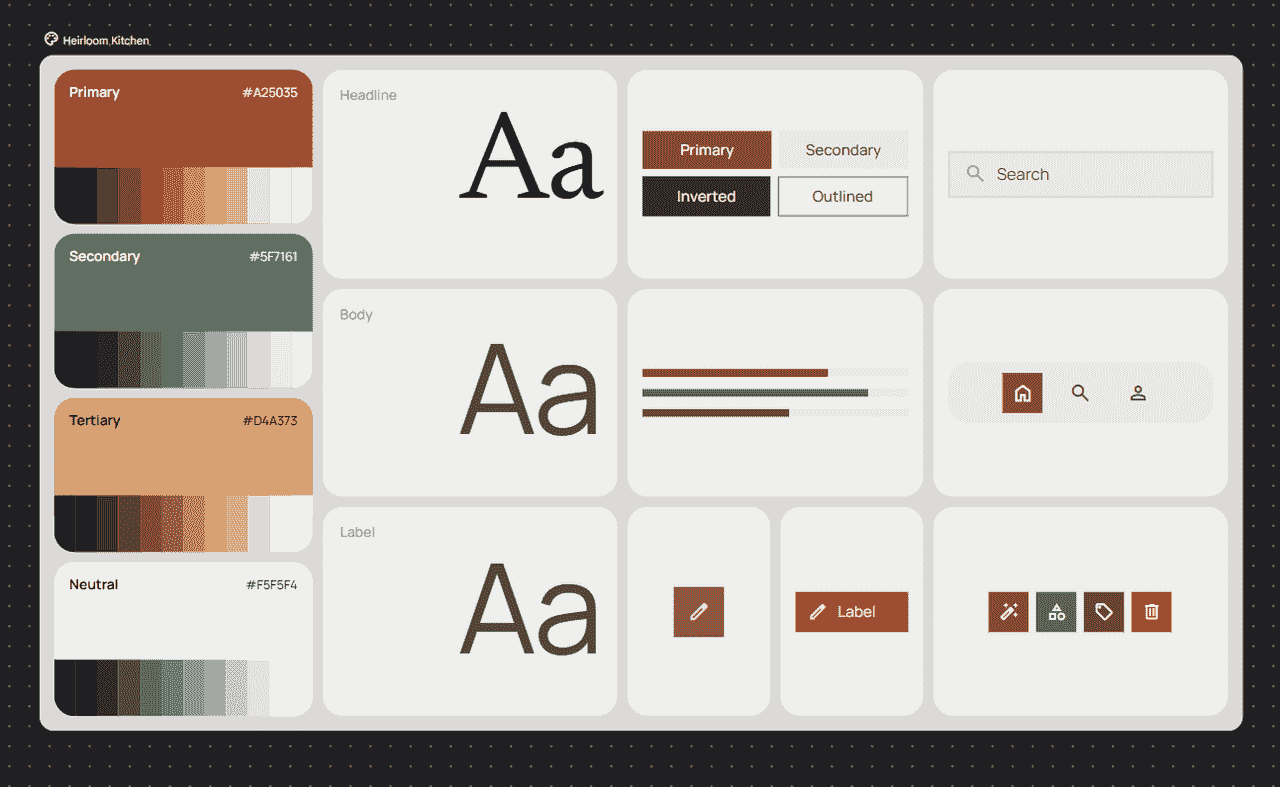 Heirloom Kitchen
Primary #A25035
Secondary #5F7161
Tertiary #D4A373
Neutral #F5F5F4
Headline
Aa
Body
Aa
Label
Aa
Primary
Secondary
Inverted
Outlined
Search
Label